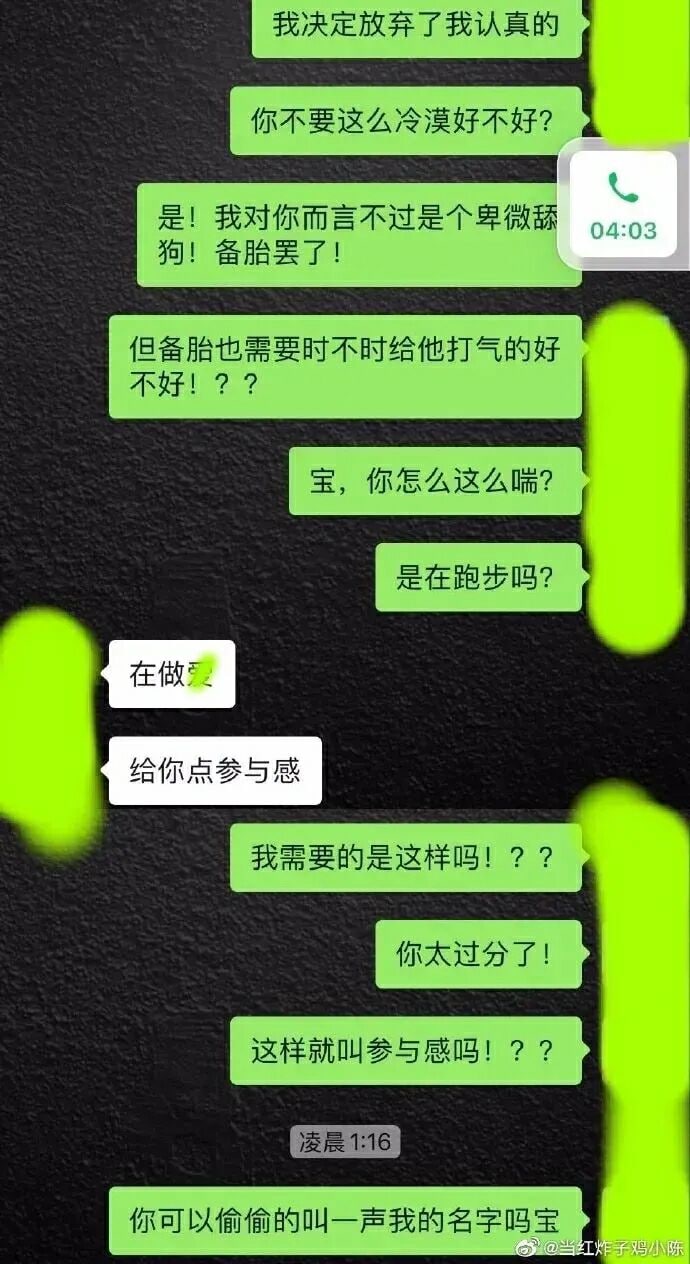 我决定放弃了我认真的
你不要这么冷漠好不好?
04:03
是！我对你而言不过是个卑微舔
狗！备胎罢了！
但备胎也需要时不时给他打气的好
不好！？？
宝，你怎么这么喘?
是在跑步吗?
在做爱
给你点参与感
我需要的是这样吗！？？
你太过分了！
这样就叫参与感吗！？？
凌晨 1:16
你可以偷偷的叫一声我的名字吗宝
@当红炸子鸡小陈